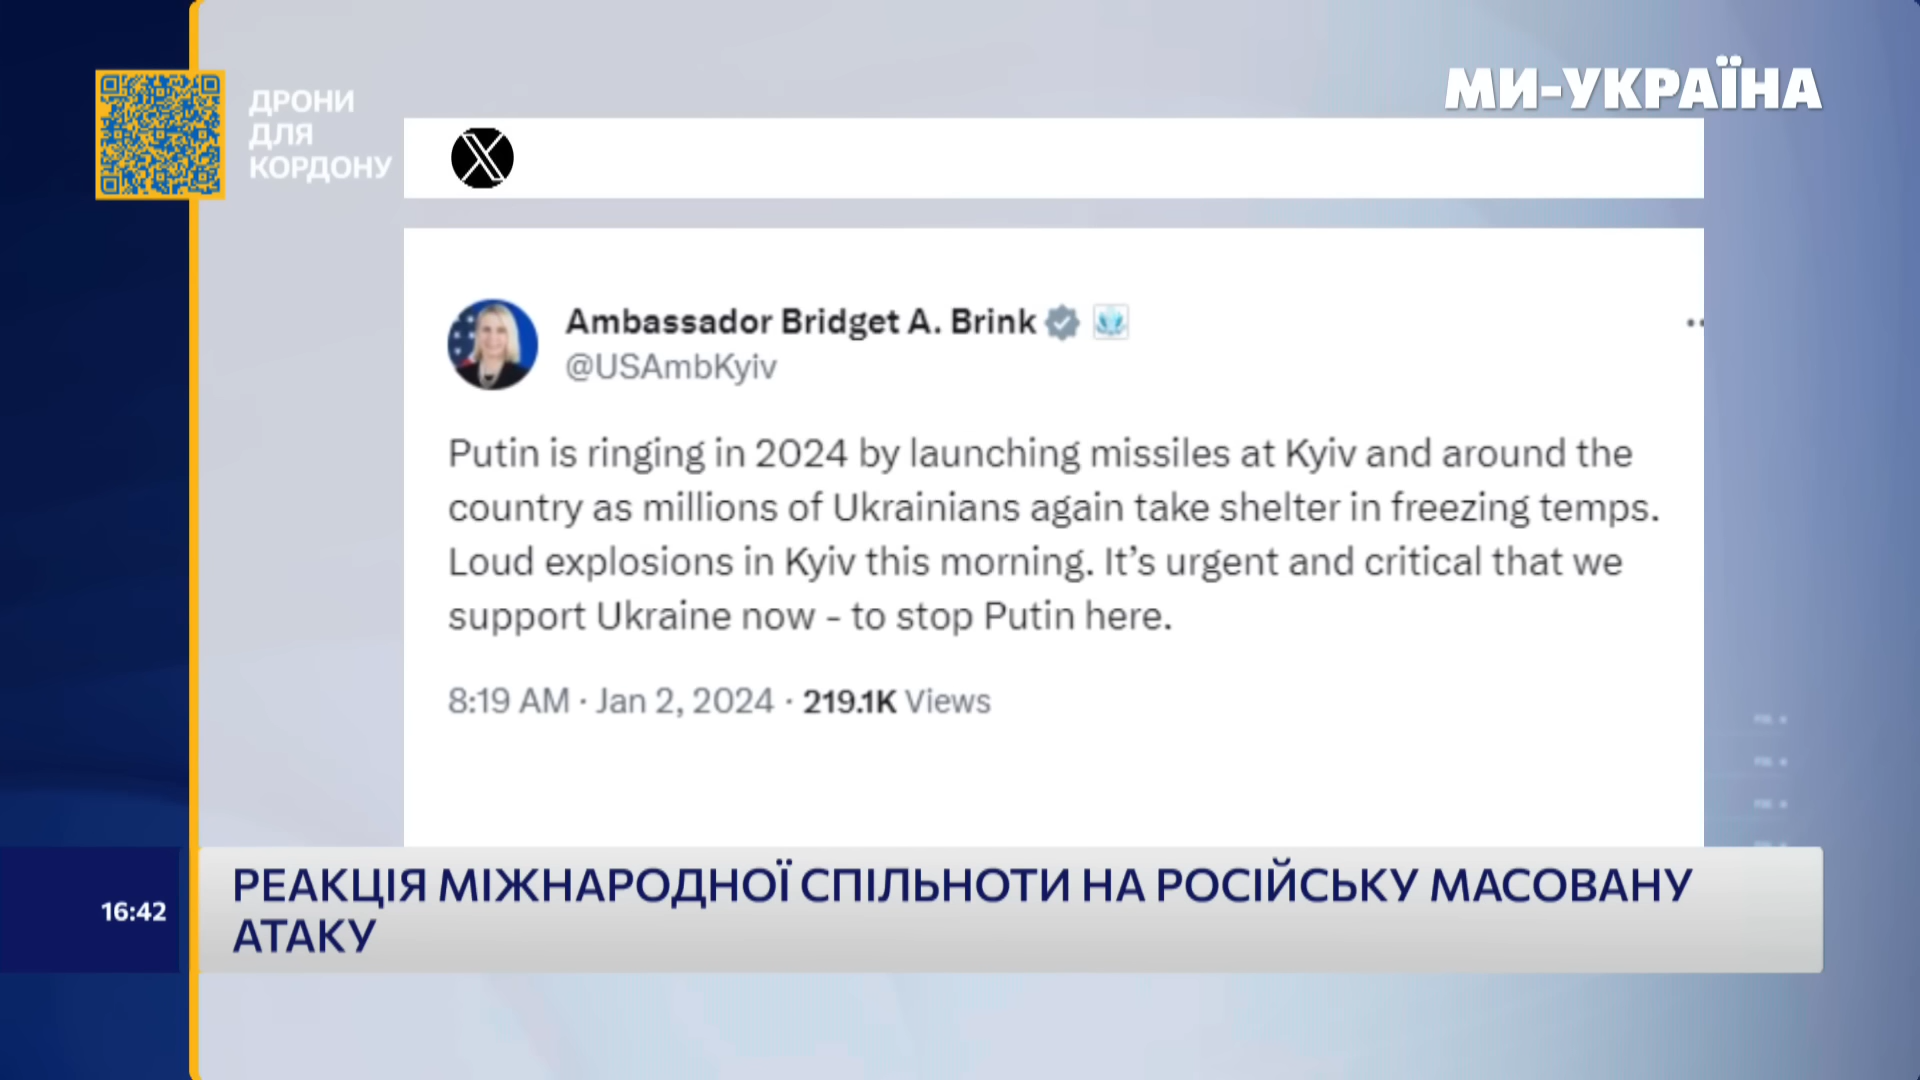 ДРОНИ
ДЛЯ
КОРДОНУ
МИ-УКРАЇНА
Ambassador Bridget A. Brink
@USAmbKyiv
Putin is ringing in 2024 by launching missiles at Kyiv and around the
country as millions of Ukrainians again take shelter in freezing temps.
Loud explosions in Kyiv this morning. It’s urgent and critical that we
support Ukraine now - to stop Putin here.
8:19 AM · Jan 2, 2024 · 219.1K Views
16:42
РЕАКЦІЯ МІЖНАРОДНОЇ СПІЛЬНОТИ НА РОСІЙСЬКУ МАСОВАНУ
АТАКУ